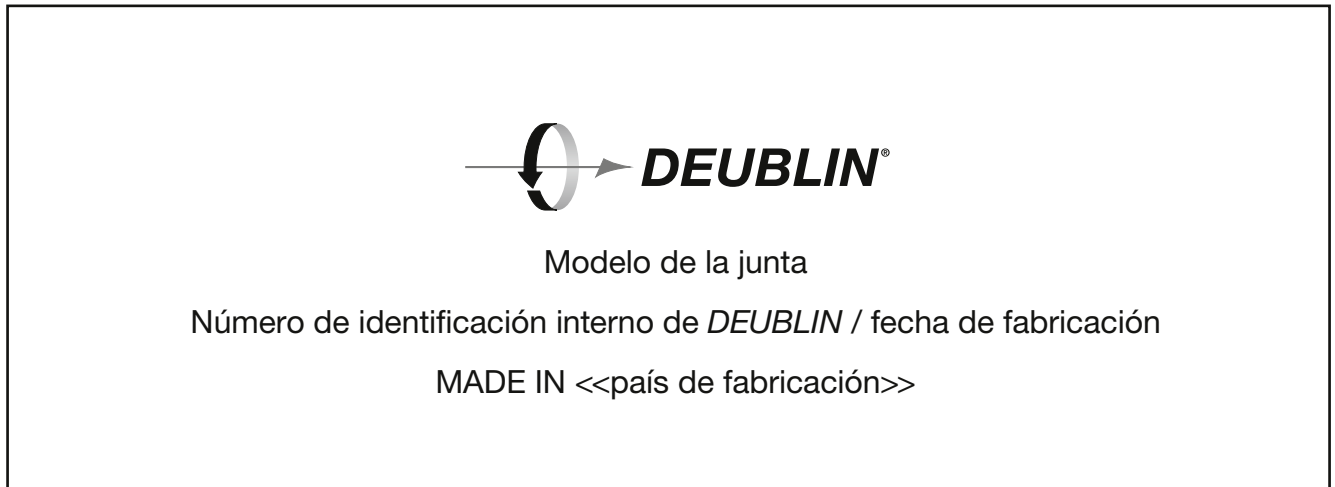 DEUBLIN®
Modelo de la junta
Número de identificación interno de DEUBLIN / fecha de fabricación
MADE IN <<país de fabricación>>